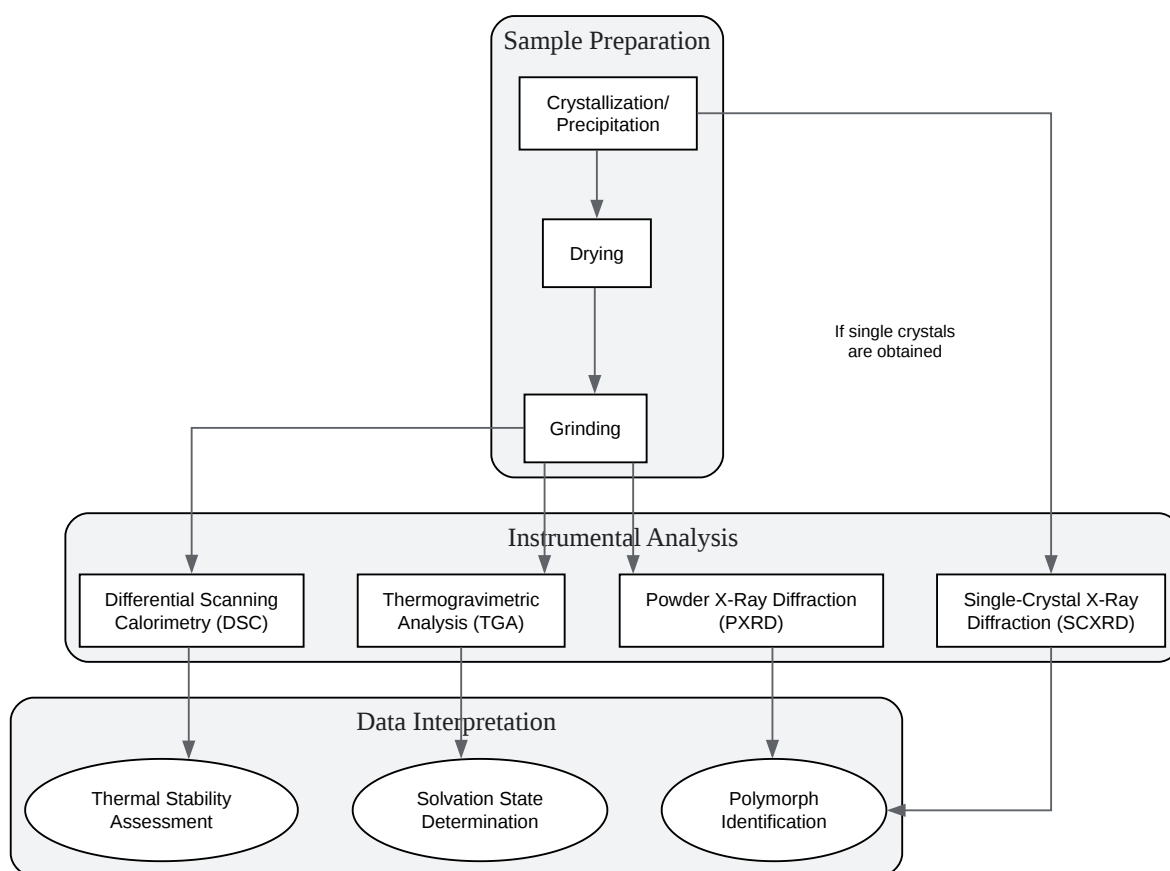 Sample Preparation
Crystallization/
Precipitation
Drying
If single crystals
are obtained
Grinding
Instrumental Analysis
Differential Scanning
Calorimetry (DSC)
Thermogravimetric
Analysis (TGA)
Powder X-Ray Diffraction
(PXRD)
Single-Crystal X-Ray
Diffraction (SCXRD)
Data Interpretation
Thermal Stability
Assessment
Solvation State
Determination
Polymorph
Identification